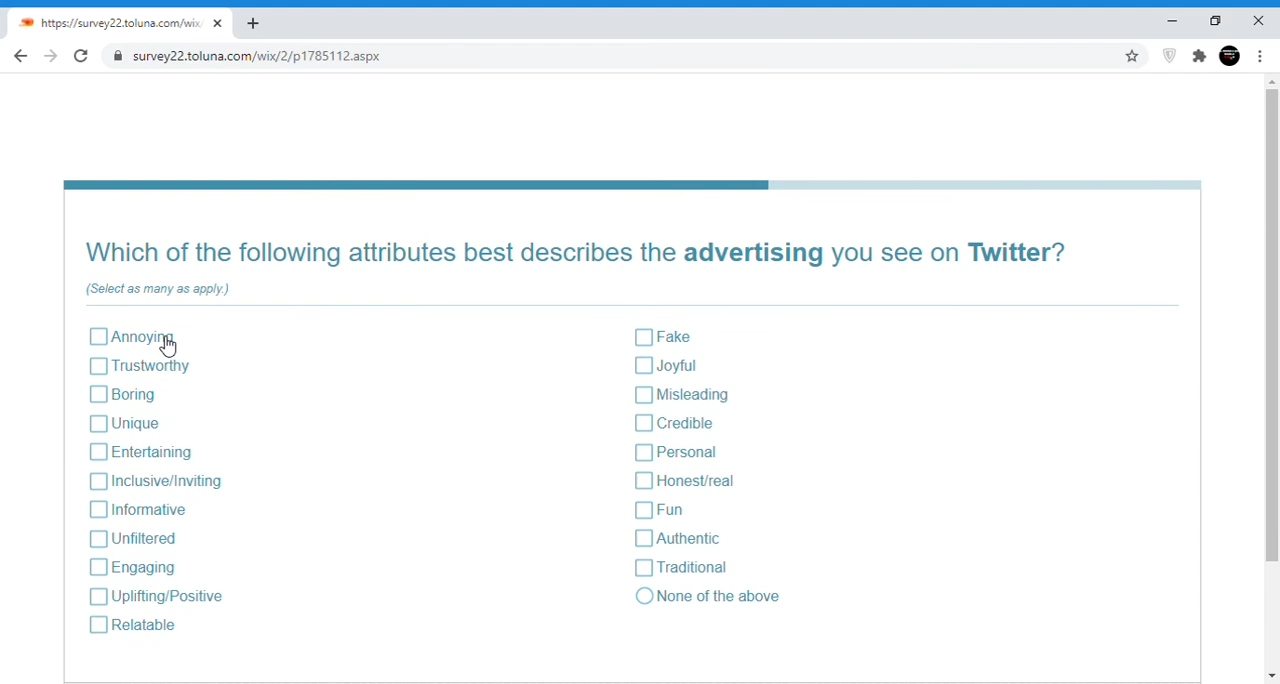 https://survey22.toluna.com/wix/
survey22.toluna.com/wix/2/p1785112.aspx
Which of the following attributes best describes the advertising you see on Twitter?
(Select as many as apply.)
Annoying
Trustworthy
Boring
Unique
Entertaining
Inclusive/Inviting
Informative
Unfiltered
Engaging
Uplifting/Positive
Relatable
Fake
Joyful
Misleading
Credible
Personal
Honest/real
Fun
Authentic
Traditional
None of the above